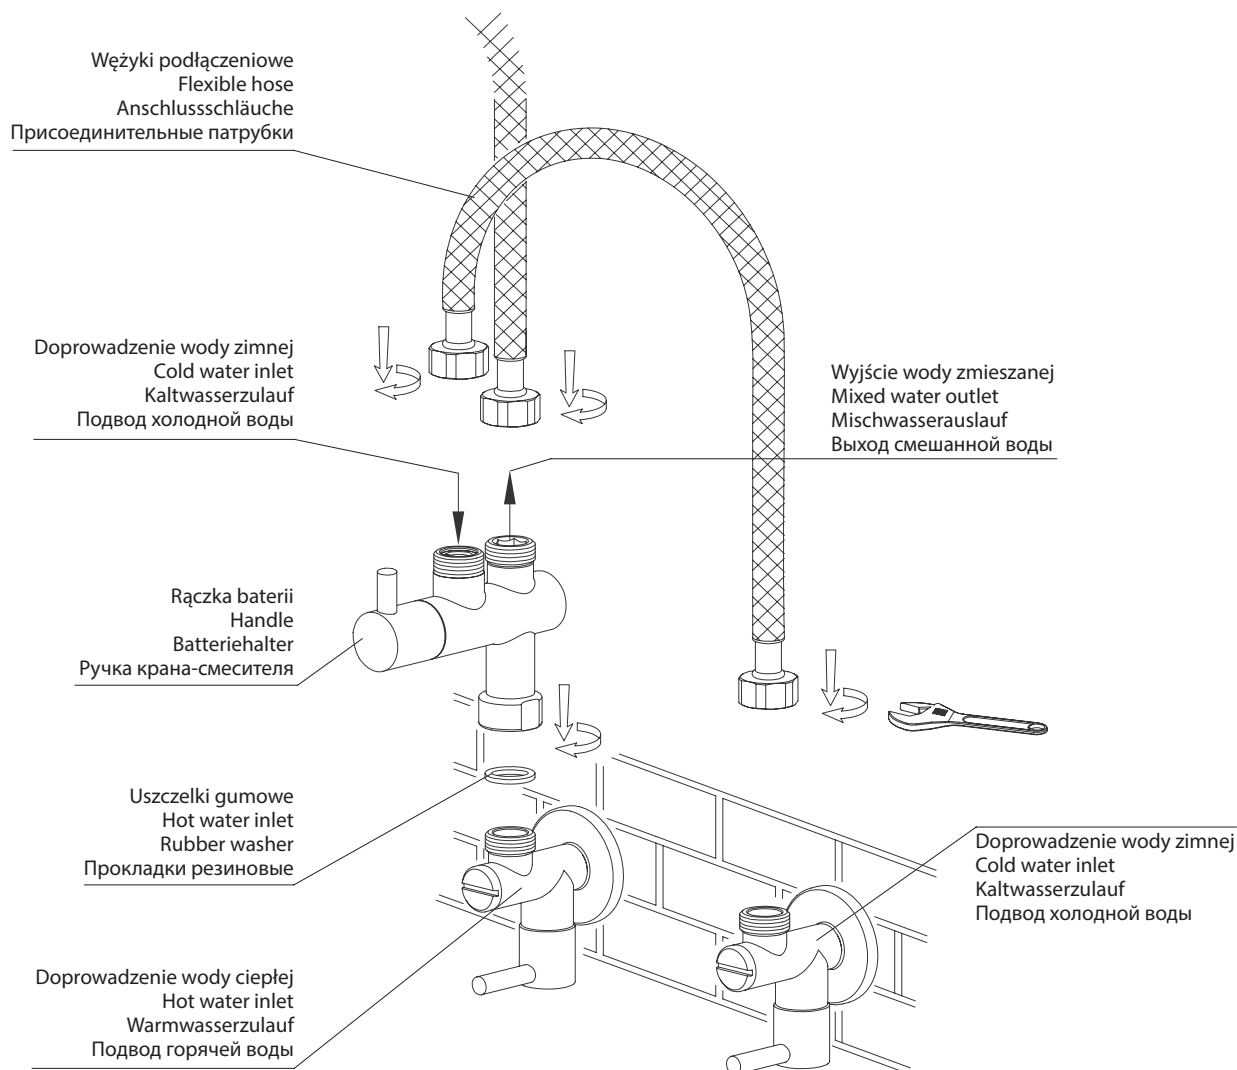 Wężyki podłączeniowe
Flexible hose
Anschlussschläuche
Присоединительные патрубки
Doprowadzenie wody zimnej
Cold water inlet
Kaltwasserzulauf
Подвод холодной воды
Wyjście wody zmieszanej
Mixed water outlet
Mischwasserauslauf
Выход смешанной воды
Rączka baterii
Handle
Batteriehalter
Ручка крана-смесителя
Uszczelki gumowe
Hot water inlet
Rubber washer
Прокладки резиновые
Doprowadzenie wody zimnej
Cold water inlet
Kaltwasserzulauf
Подвод холодной воды
Doprowadzenie wody ciepłej
Hot water inlet
Warmwasserzulauf
Подвод горячей воды